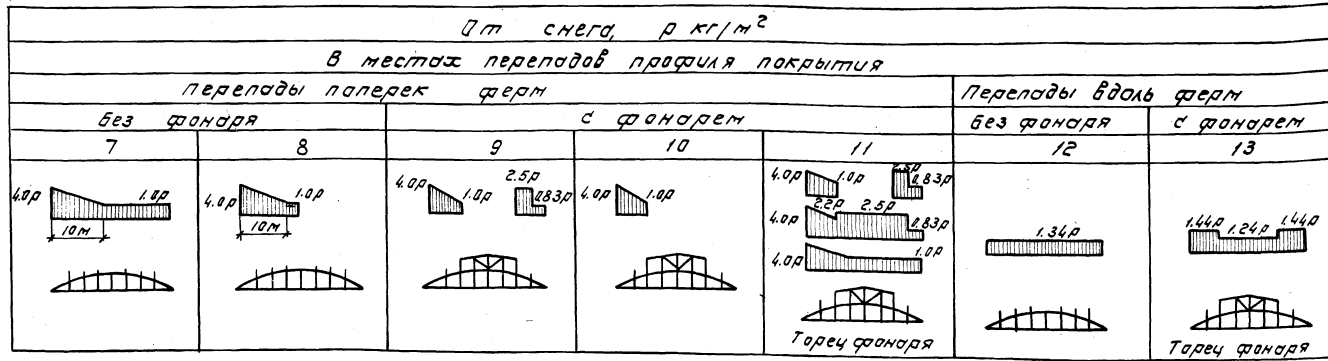 От снега, р кг/м²
В местах перепадов профиля покрытия
Перепады поперек ферм
Перепады вдоль ферм
Без фонаря
с фонарем
Без фонаря
с фонарем
7 8 9 10 11 12 13
4.0р 1.0р
10м
4.0р 1.0р
10м
4.0р 1.0р 2.5р 0.83р
4.0р 1.0р
4.0р 1.0р 2.5р 0.83р
4.0р 2.2р 2.5р 0.83р
4.0р 1.0р
1.34р
1.44р 1.24р 1.44р
Торец фонаря
Торец фонаря